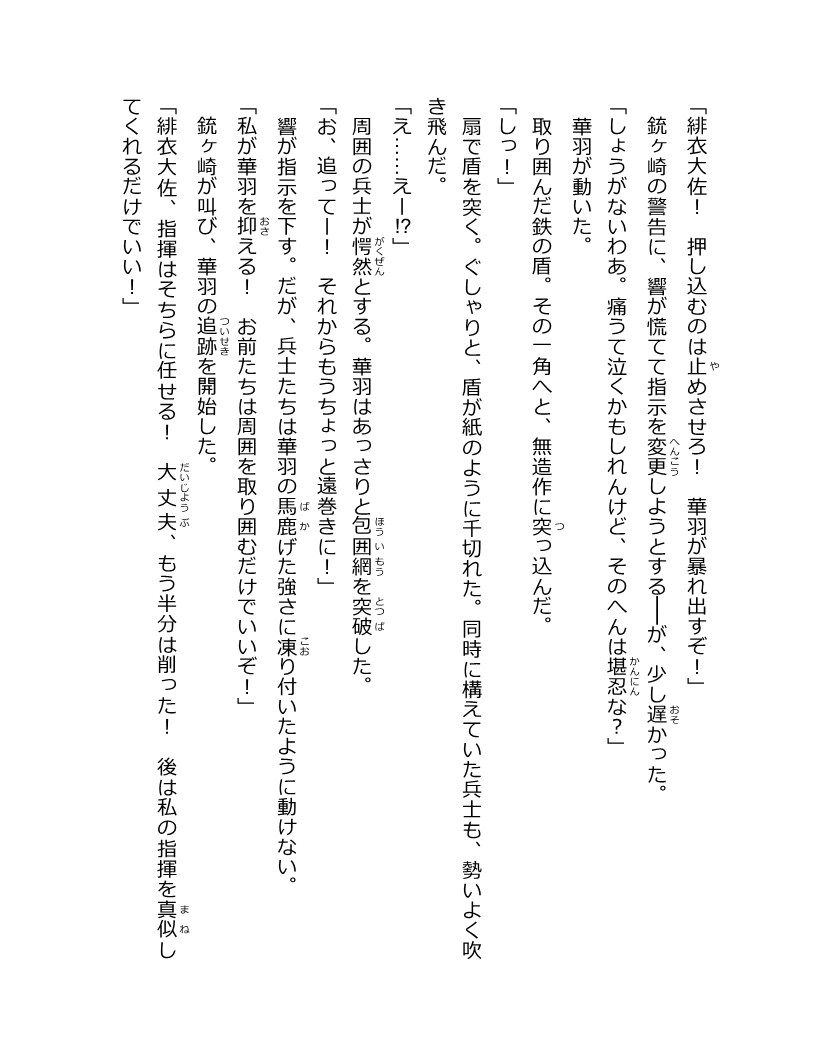 「緋衣大佐！　押し込むのは止めさせろ！　華羽が暴れ出すぞ！」
　銃ヶ崎の警告に、響が慌てて指示を変更しようとする――が、少し遅かった。
「しょうがないわあ。痛うて泣くかもしれんけど、そのへんは堪忍な？」
　華羽が動いた。
　取り囲んだ鉄の盾。その一角へと、無造作に突っ込んだ。
「しっ！」
　扇で盾を突く。ぐしゃりと、盾が紙のように千切れた。同時に構えていた兵士も、勢いよく吹
き飛んだ。
「え……えー!?」
　周囲の兵士が愕然とする。華羽はあっさりと包囲網を突破した。
「お、追ってー！　それからもうちょっと遠巻きに！」
　響が指示を下す。だが、兵士たちは華羽の馬鹿げた強さに凍り付いたように動けない。
「私が華羽を抑える！　お前たちは周囲を取り囲むだけでいいぞ！」
　銃ヶ崎が叫び、華羽の追跡を開始した。
「緋衣大佐、指揮はそちらに任せる！　大丈夫、もう半分は削った！　後は私の指揮を真似し
てくれるだけでいい！」